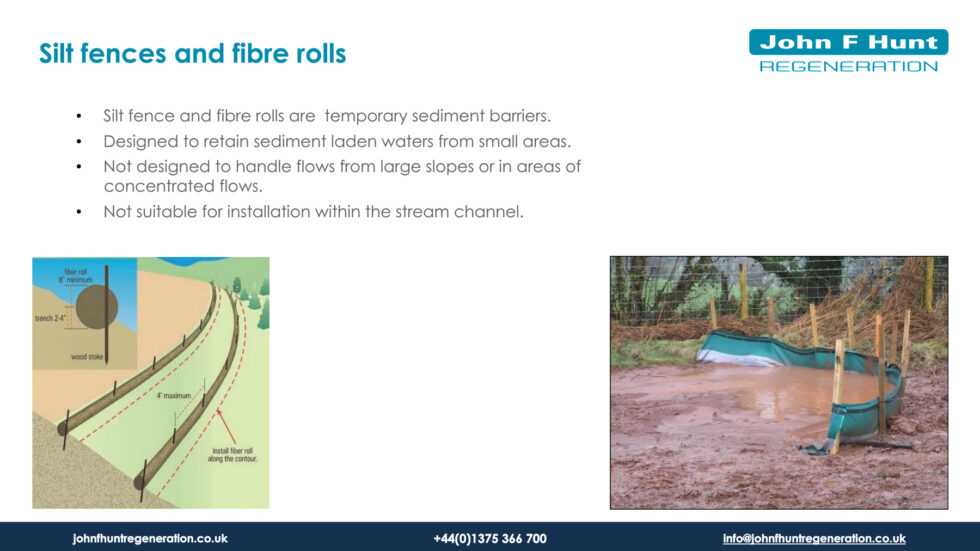 Silt fences and fibre rolls
John F Hunt
REGENERATION
• Silt fence and fibre rolls are  temporary sediment barriers.
• Designed to retain sediment laden waters from small areas.
• Not designed to handle flows from large slopes or in areas of
concentrated flows.
• Not suitable for installation within the stream channel.
fiber roll
8" minimum
trench 2-4"
wood stake
4' maximum
Install fiber roll
along the contour.
johnfhuntregeneration.co.uk
+44(0)1375 366 700
info@johnfhuntregeneration.co.uk